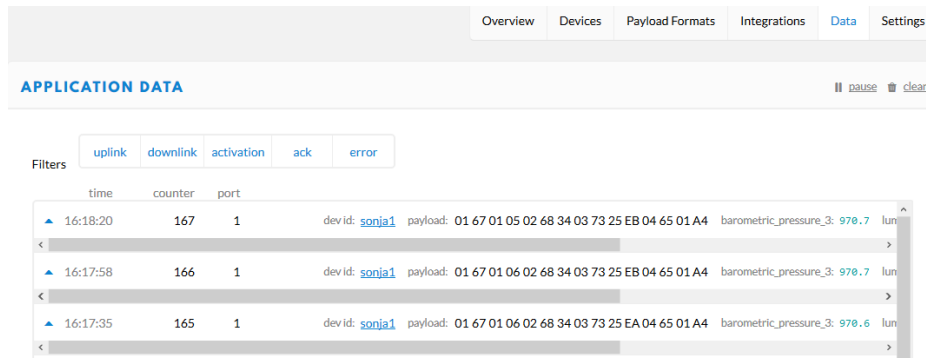 Overview Devices Payload Formats Integrations Data Settings
APPLICATION DATA
pause clear
Filters uplink downlink activation ack error
time counter port
16:18:20 167 1 dev id: sonja1 payload: 01 67 01 05 02 68 34 03 73 25 EB 04 65 01 A4 barometric_pressure_3: 970.7 lum
16:17:58 166 1 dev id: sonja1 payload: 01 67 01 06 02 68 34 03 73 25 EB 04 65 01 A4 barometric_pressure_3: 970.7 lum
16:17:35 165 1 dev id: sonja1 payload: 01 67 01 06 02 68 34 03 73 25 EA 04 65 01 A4 barometric_pressure_3: 970.6 lum